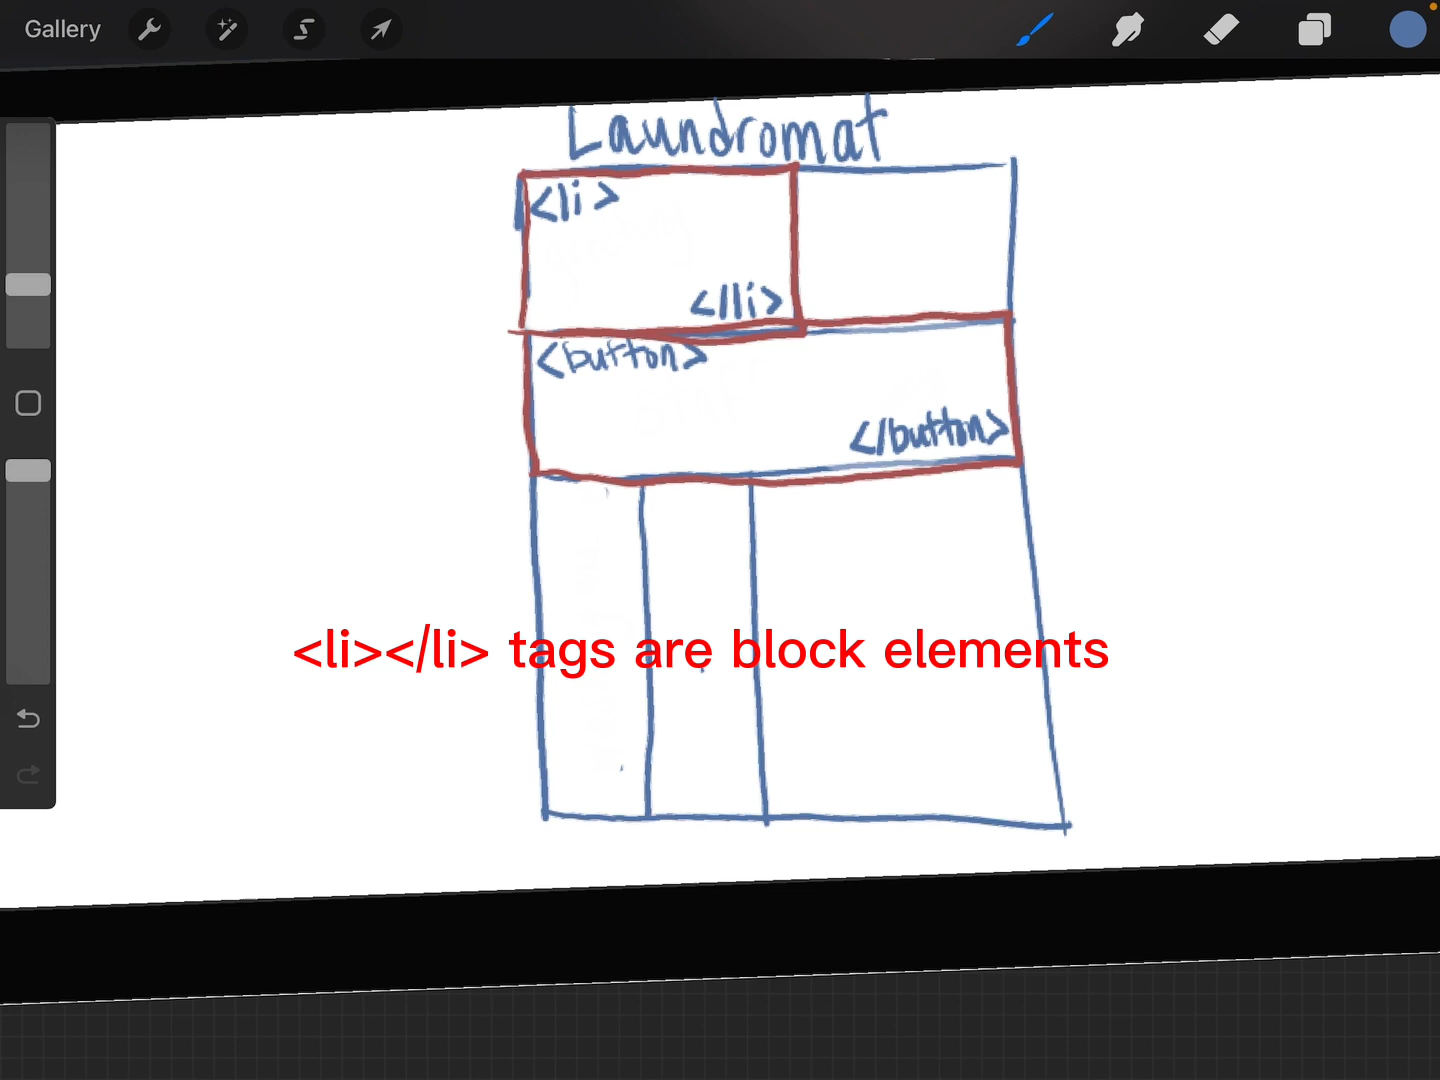 Gallery
Laundromat
<li>
</li>
<button>
</button>
<li></li> tags are block elements